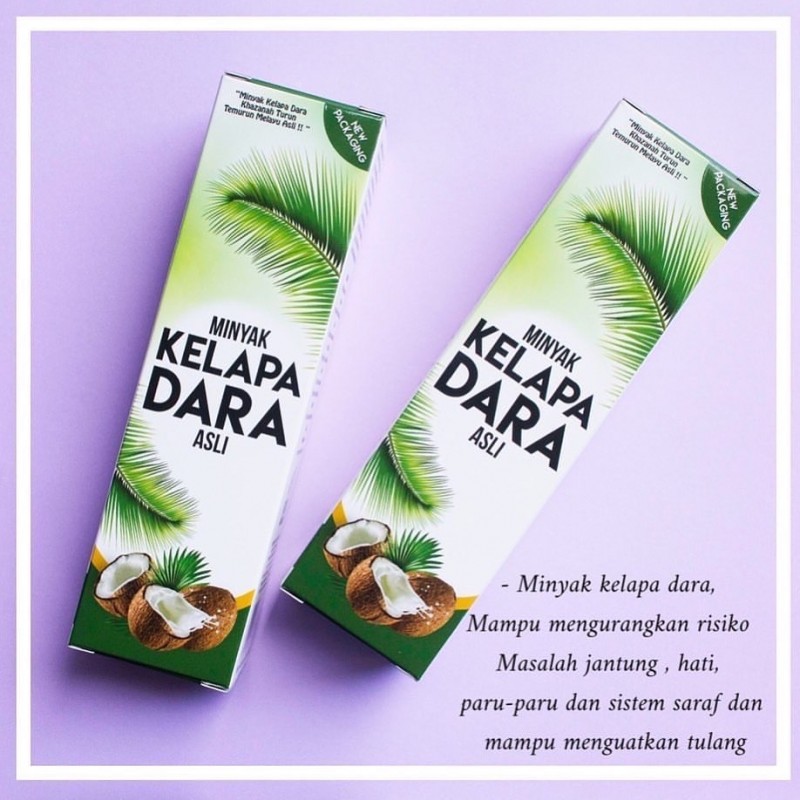 "Minyak Kelapa Dara
Khazanah Turun
Temurun Melayu Asli !! "
NEW
PACKAGING
MINYAK
KELAPA
DARA
ASLI
"Minyak Kelapa Dara
Khazanah Turun
Temurun Melayu Asli !! "
NEW
PACKAGING
MINYAK
KELAPA
DARA
ASLI
- Minyak kelapa dara,
Mampu mengurangkan risiko
Masalah jantung , hati,
paru-paru dan sistem saraf dan
mampu menguatkan tulang